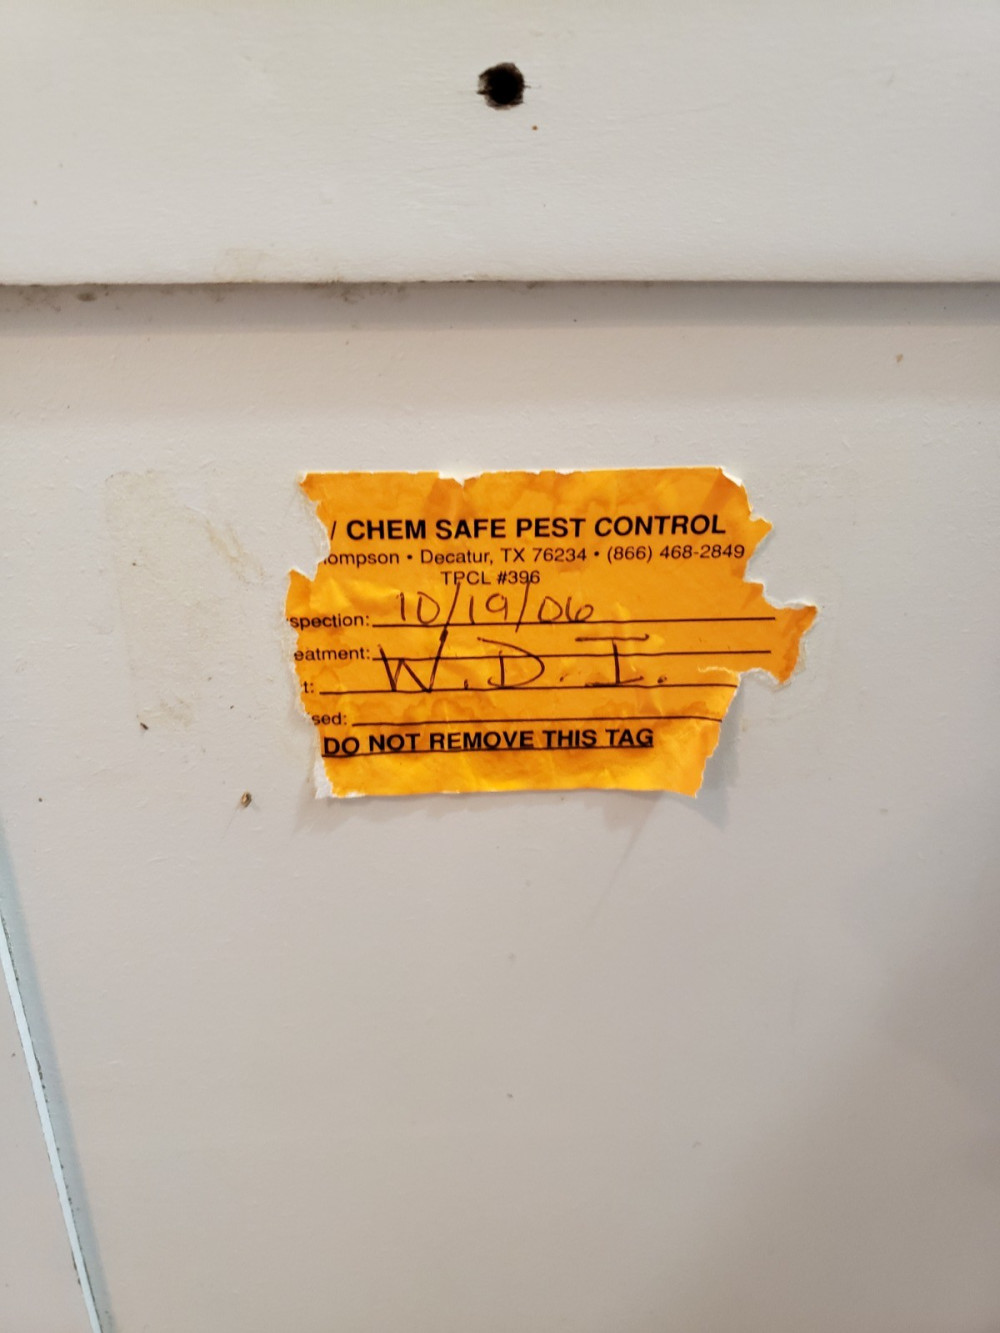 / CHEM SAFE PEST CONTROL
ompson • Decatur, TX 76234 • (866) 468-2849
TPCL #396
spection: 10/19/06
eatment:
t: W.D.I.
sed:
DO NOT REMOVE THIS TAG